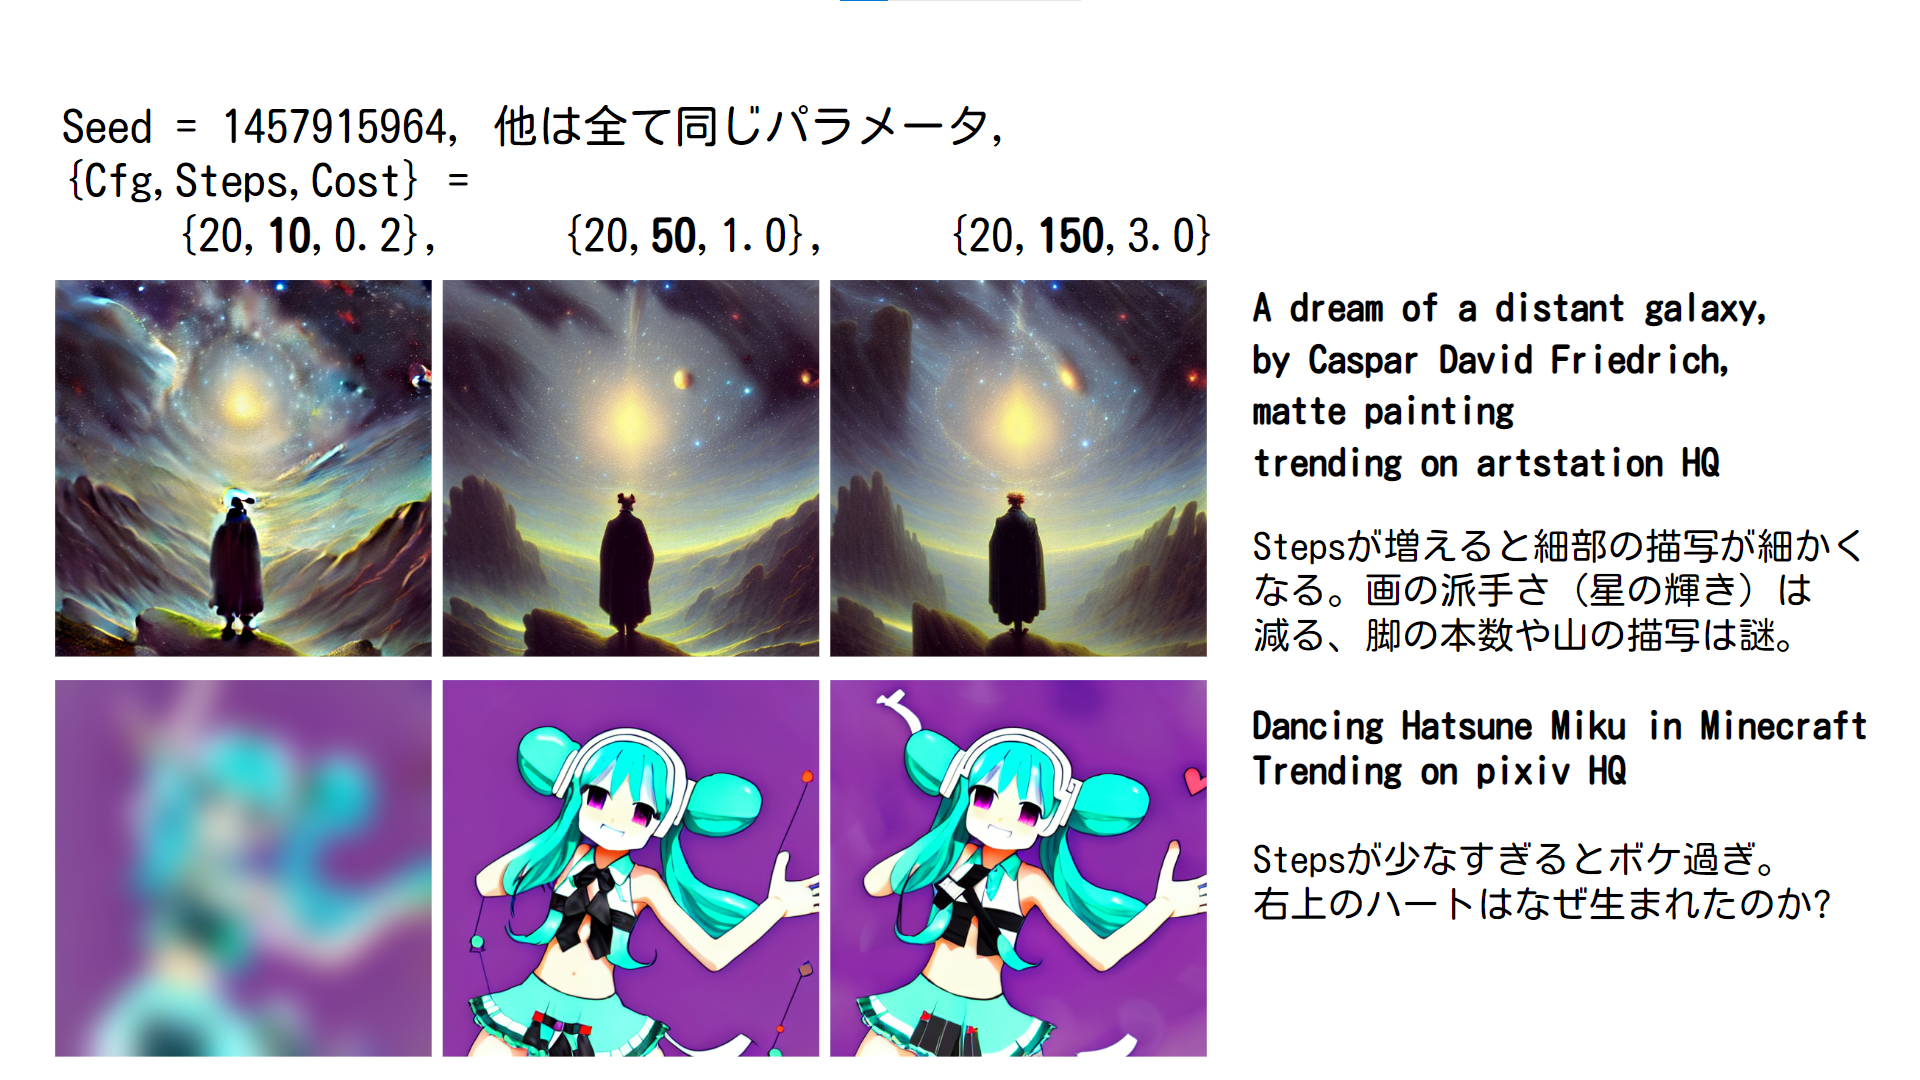 Seed = 1457915964, 他は全て同じパラメータ,
{Cfg,Steps,Cost} =
{20,10,0.2}, {20,50,1.0}, {20,150,3.0}
A dream of a distant galaxy,
by Caspar David Friedrich,
matte painting
trending on artstation HQ
Stepsが増えると細部の描写が細かく
なる。画の派手さ（星の輝き）は
減る、脚の本数や山の描写は謎。
Dancing Hatsune Miku in Minecraft
Trending on pixiv HQ
Stepsが少なすぎるとボケ過ぎ。
右上のハートはなぜ生まれたのか?